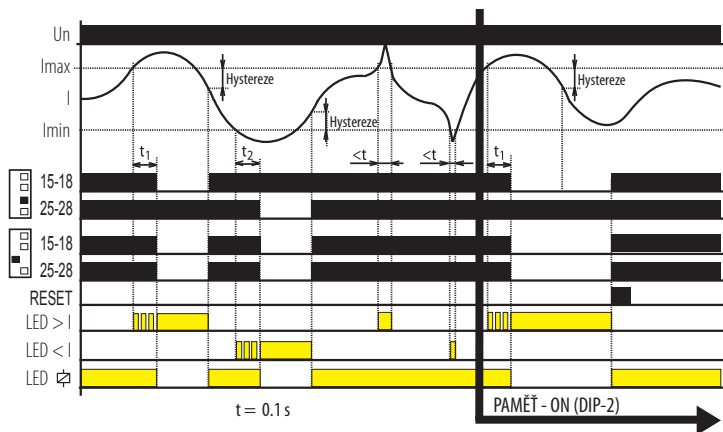 Un
Imax
Hystereze
Hystereze
I
Hystereze
Imin
t1
t2
<t
<t
t1
15-18
25-28
15-18
25-28
RESET
LED > I
LED < I
LED
t = 0.1 s
PAMĚŤ - ON (DIP-2)